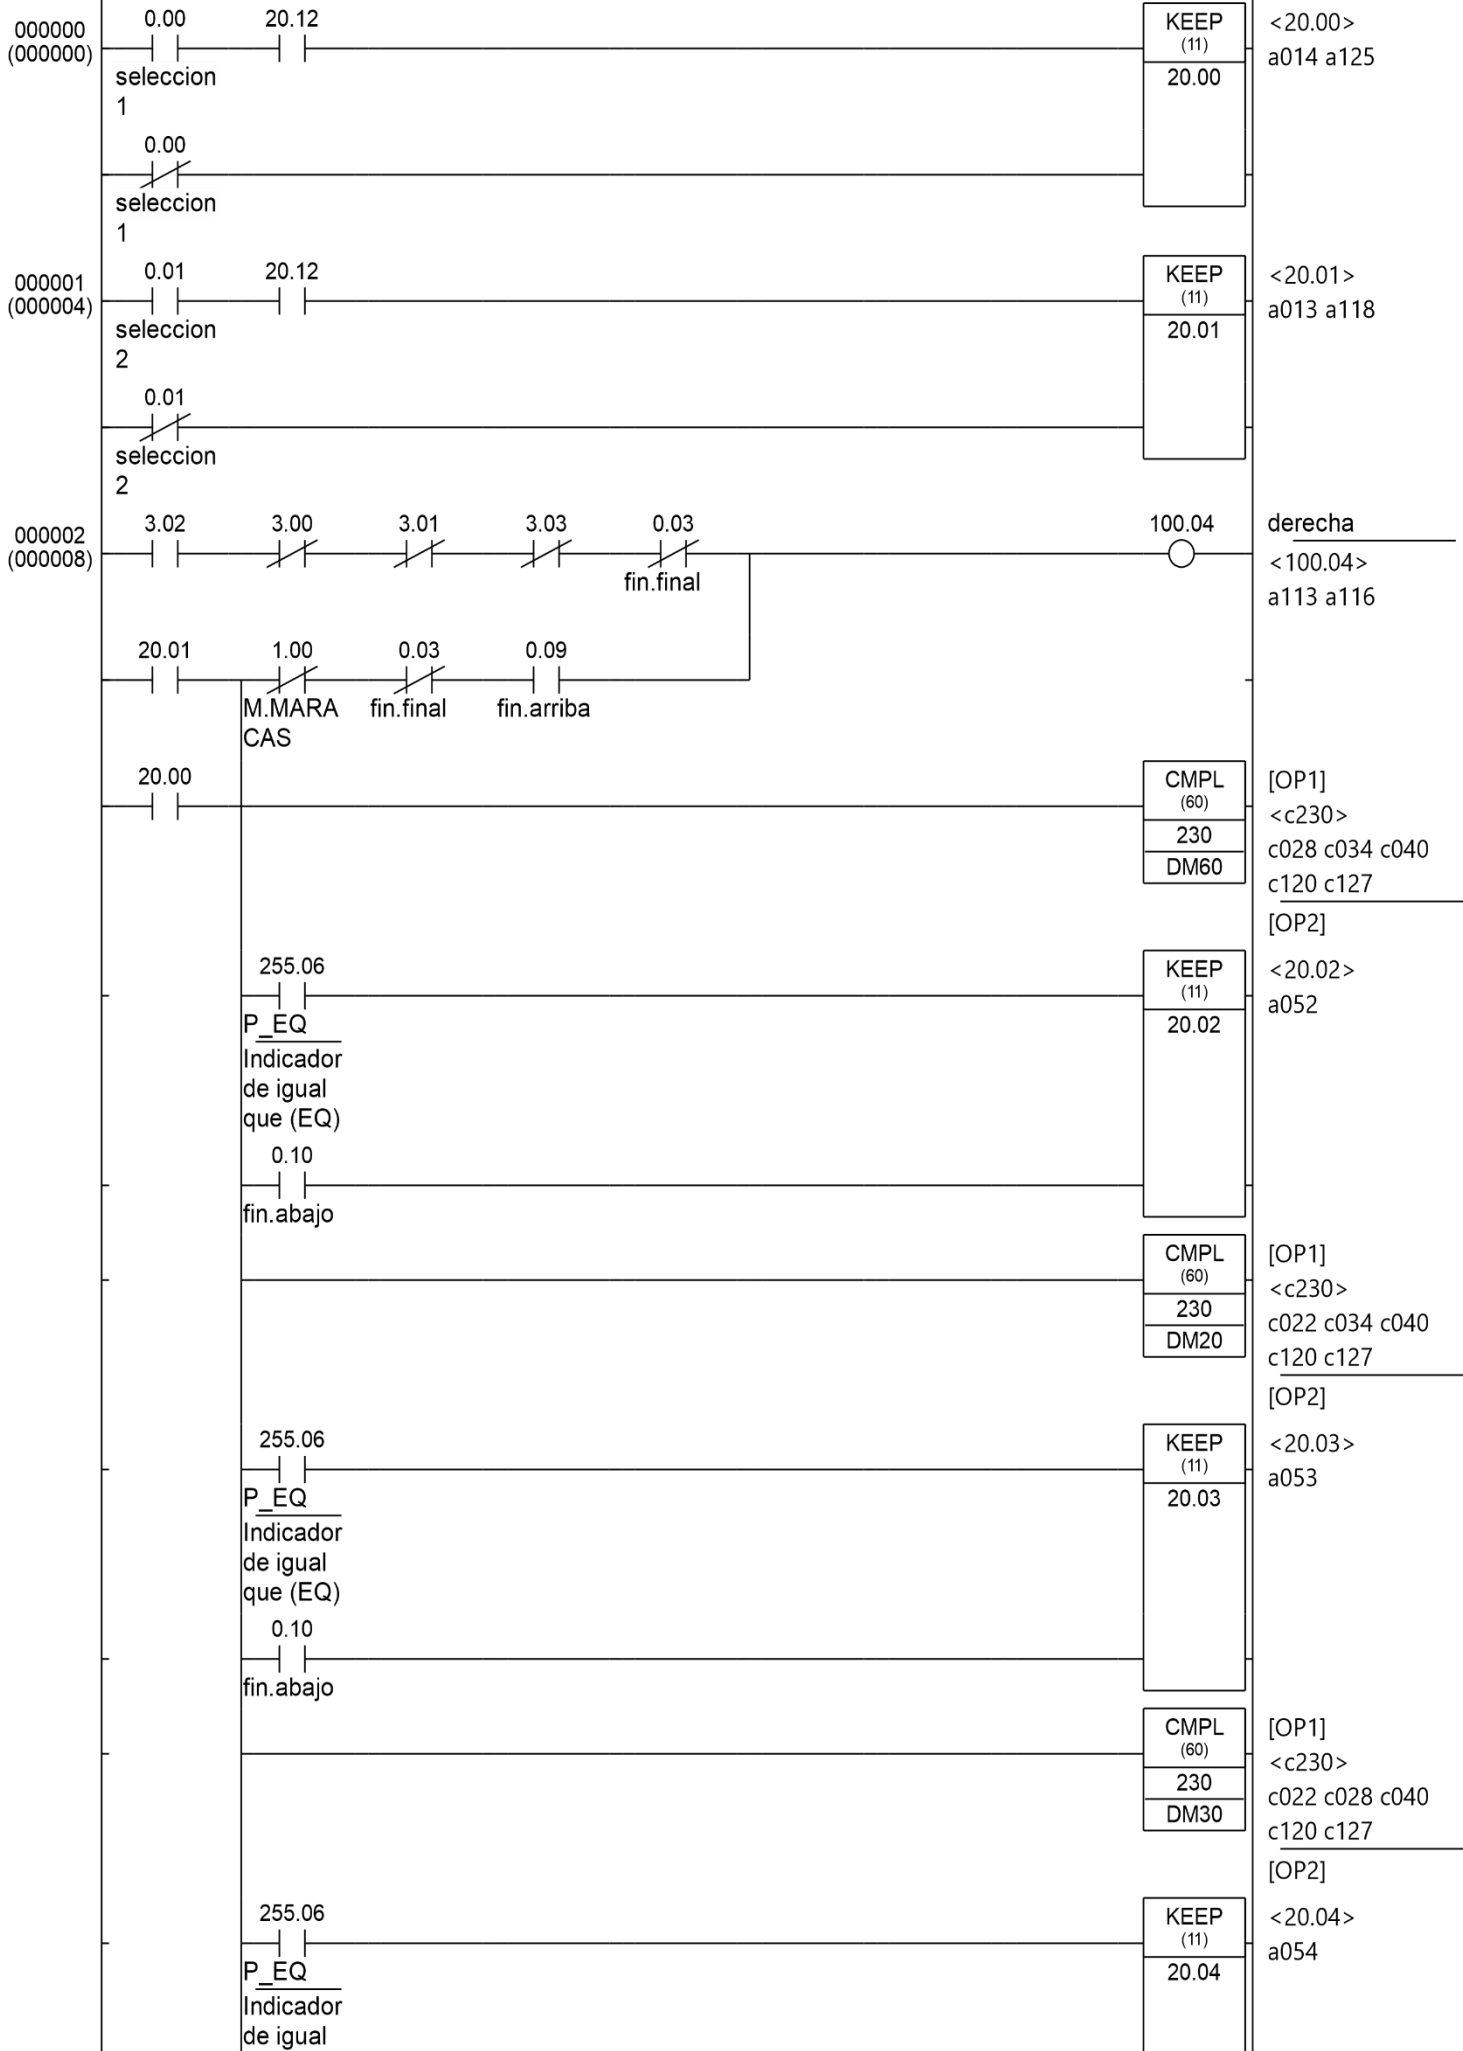 000000
(000000)
0.00
20.12
seleccion
1
KEEP
(11)
20.00
<20.00>
a014 a125
0.00
seleccion
1
000001
(000004)
0.01
20.12
seleccion
2
KEEP
(11)
20.01
<20.01>
a013 a118
0.01
seleccion
2
000002
(000008)
3.02
3.00
3.01
3.03
0.03
fin.final
100.04
derecha
<100.04>
a113 a116
20.01
1.00
0.03
0.09
M.MARA
CAS
fin.final
fin.arriba
20.00
CMPL
(60)
230
DM60
[OP1]
<c230>
c028 c034 c040
c120 c127
[OP2]
255.06
P_EQ
Indicador
de igual
que (EQ)
KEEP
(11)
20.02
<20.02>
a052
0.10
fin.abajo
CMPL
(60)
230
DM20
[OP1]
<c230>
c022 c034 c040
c120 c127
[OP2]
255.06
P_EQ
Indicador
de igual
que (EQ)
KEEP
(11)
20.03
<20.03>
a053
0.10
fin.abajo
CMPL
(60)
230
DM30
[OP1]
<c230>
c022 c028 c040
c120 c127
[OP2]
255.06
P_EQ
Indicador
de igual
KEEP
(11)
20.04
<20.04>
a054